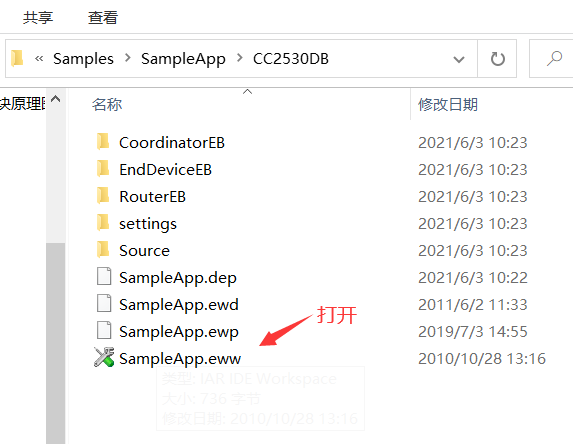 共享 查看
« Samples > SampleApp > CC2530DB
块原理图
名称 修改日期
CoordinatorEB 2021/6/3 10:23
EndDeviceEB 2021/6/3 10:23
RouterEB 2021/6/3 10:23
settings 2021/6/3 10:23
Source 2021/6/3 10:23
SampleApp.dep 2021/6/3 10:22
SampleApp.ewd 2011/6/2 11:33
打开
SampleApp.ewp 2019/7/3 14:55
SampleApp.eww 2010/10/28 13:16
类型: IAR IDE Workspace
大小: 736 字节
修改日期: 2010/10/28 13:16